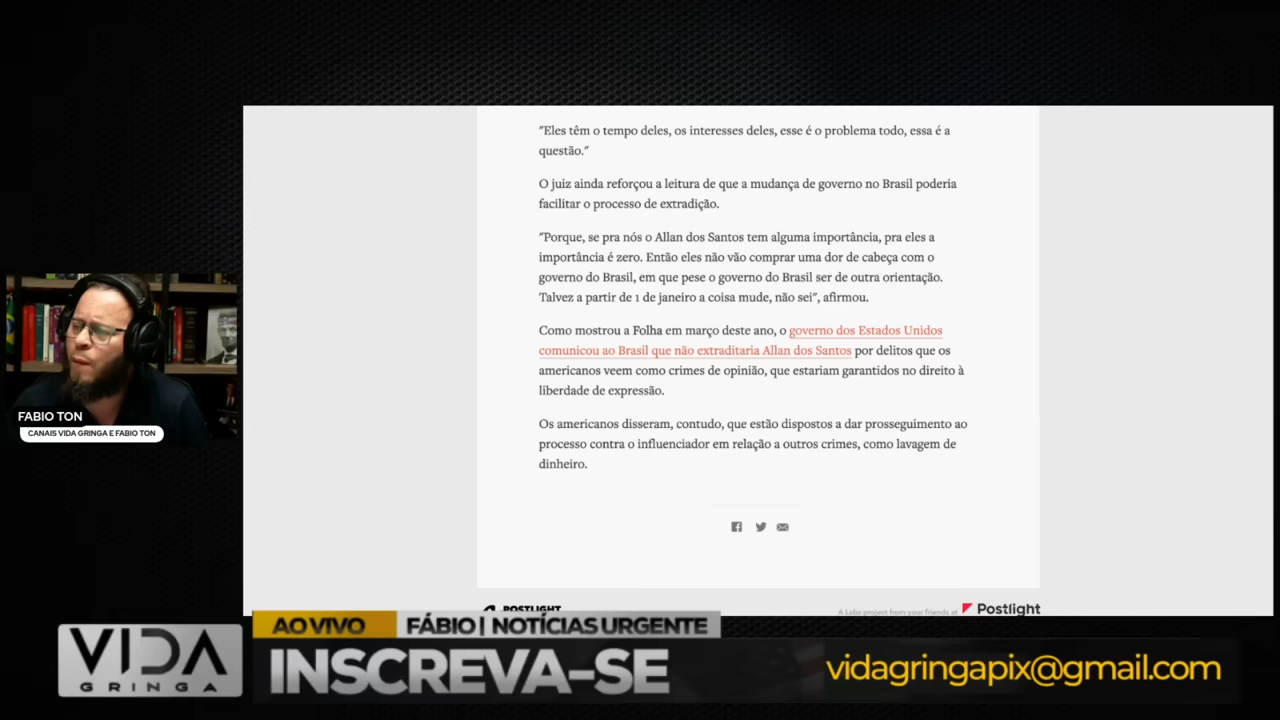 "Eles têm o tempo deles, os interesses deles, esse é o problema todo, essa é a
questão."
O juiz ainda reforçou a leitura de que a mudança de governo no Brasil poderia
facilitar o processo de extradição.
"Porque, se pra nós o Allan dos Santos tem alguma importância, pra eles a
importância é zero. Então eles não vão comprar uma dor de cabeça com o
governo do Brasil, em que pese o governo do Brasil ser de outra orientação.
Talvez a partir de 1 de janeiro a coisa mude, não sei", afirmou.
Como mostrou a Folha em março deste ano, o governo dos Estados Unidos
comunicou ao Brasil que não extraditaria Allan dos Santos por delitos que os
americanos veem como crimes de opinião, que estariam garantidos no direito à
liberdade de expressão.
Os americanos disseram, contudo, que estão dispostos a dar prosseguimento ao
processo contra o influenciador em relação a outros crimes, como lavagem de
dinheiro.
FABIO TON
CANAIS VIDA GRINGA E FABIO TON
POSTLIGHT
A Labs project from your friends at Postlight
AO VIVO FÁBIO | NOTÍCIAS URGENTE
VIDA
GRINGA
INSCREVA-SE
vidagringapix@gmail.com